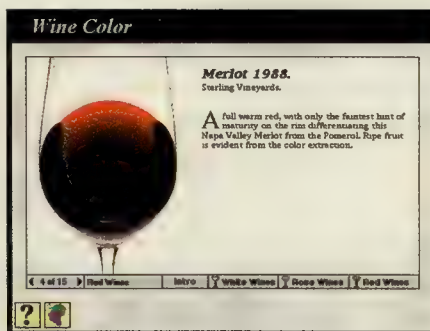 Wine Color
Merlot 1988.
Sterling Vineyards.
A full warm red, with only the faintest hint of
maturity on the rim differentiating this
Napa Valley Merlot from the Pomerol. Ripe fruit
is evident from the color extraction.
4 of 15 Red Wines Intro White Wines Rose Wines Red Wines
?